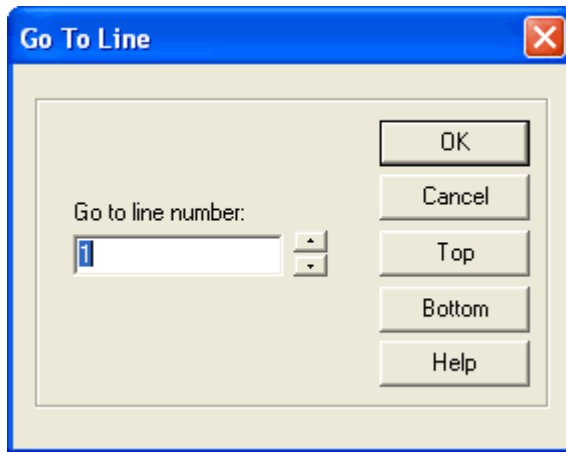 Go To Line
Go to line number:
1
OK
Cancel
Top
Bottom
Help